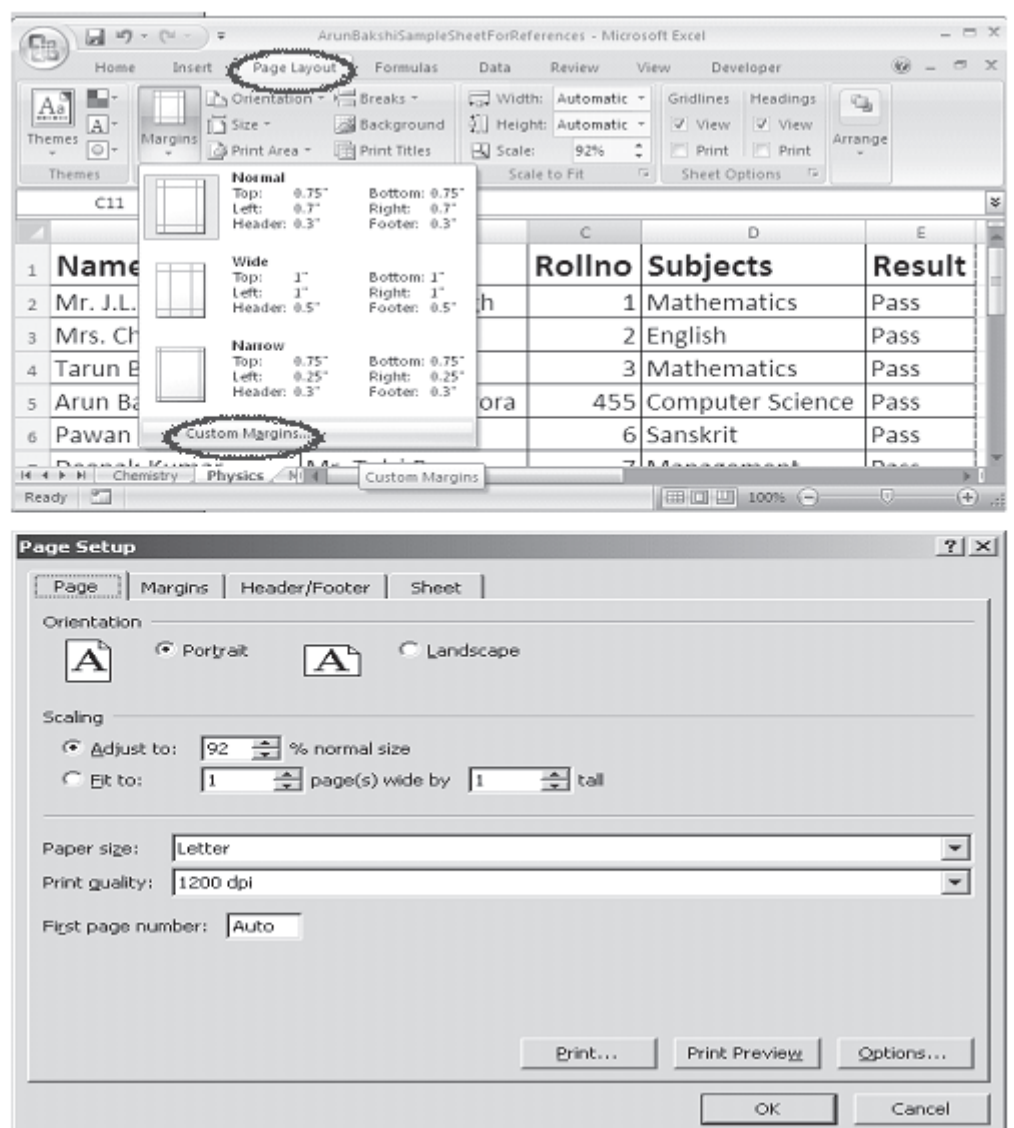 ArunBakshiSampleSheetForReferences - Microsoft Excel
Home Insert Page Layout Formulas Data Review View Developer
Aa Themes Margins Orientation Breaks Width: Automatic Gridlines Headings
A Size Background Height: Automatic View View Arrange
Print Area Print Titles Scale: 92% Print Print
Themes Scale to Fit Sheet Options
C11
Normal
Top: 0.75" Bottom: 0.75"
Left: 0.7" Right: 0.7"
Header: 0.3" Footer: 0.3"
Wide
Top: 1" Bottom: 1"
Left: 1" Right: 1"
Header: 0.5" Footer: 0.5"
Narrow
Top: 0.75" Bottom: 0.75"
Left: 0.25" Right: 0.25"
Header: 0.3" Footer: 0.3"
Custom Margins...
C D E
1 Name Rollno Subjects Result
2 Mr. J.L. 1 Mathematics Pass
3 Mrs. Ch 2 English Pass
4 Tarun B 3 Mathematics Pass
5 Arun Ba ora 455 Computer Science Pass
6 Pawan 6 Sanskrit Pass
Chemistry Physics Custom Margins
Ready 100%
Page Setup
Page Margins Header/Footer Sheet
Orientation
A Portrait A Landscape
Scaling
Adjust to: 92 % normal size
Fit to: 1 page(s) wide by 1 tall
Paper size: Letter
Print quality: 1200 dpi
First page number: Auto
Print... Print Preview Options...
OK Cancel